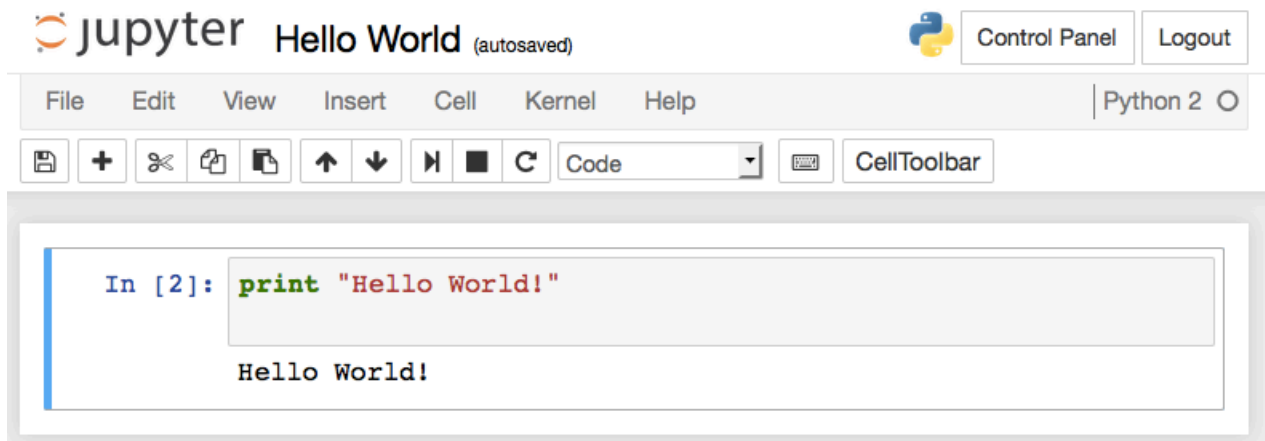 jupyter Hello World (autosaved) Control Panel Logout
File Edit View Insert Cell Kernel Help Python 2
Code CellToolbar
In [2]: print "Hello World!"
Hello World!